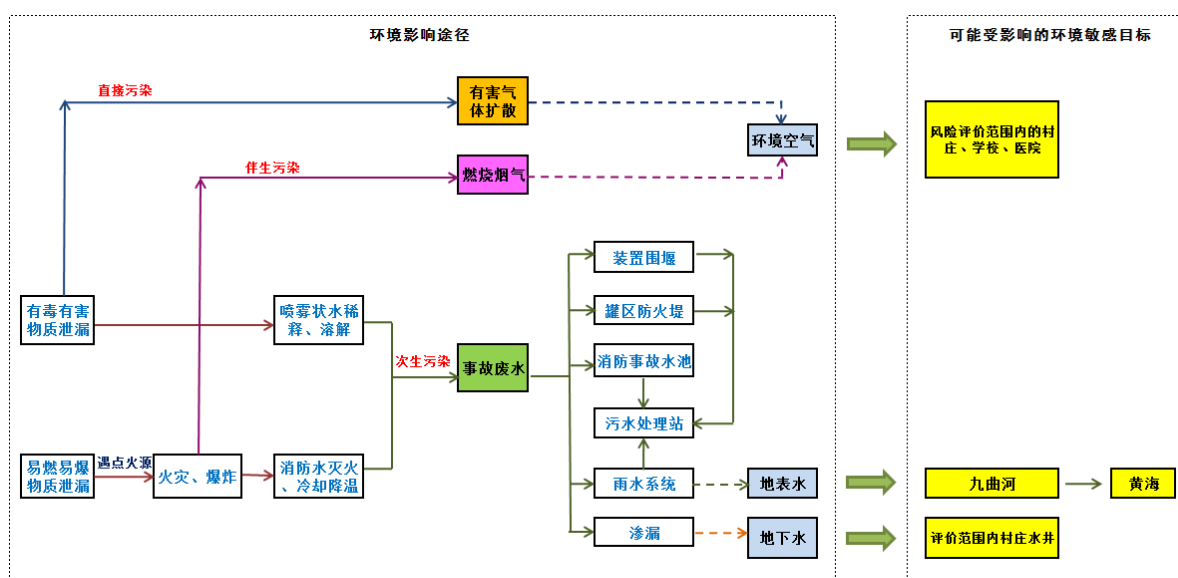 环境影响途径
可能受影响的环境敏感目标
直接污染
有害气
体扩散
环境空气
风险评价范围内的村
庄、学校、医院
伴生污染
燃烧烟气
装置围堰
有毒有害
物质泄漏
喷雾状水稀
释、溶解
罐区防火堤
次生污染
事故废水
消防事故水池
污水处理站
易燃易爆
物质泄漏
遇点火源
火灾、爆炸
消防水灭火
、冷却降温
雨水系统
地表水
九曲河
黄海
渗漏
地下水
评价范围内村庄水井